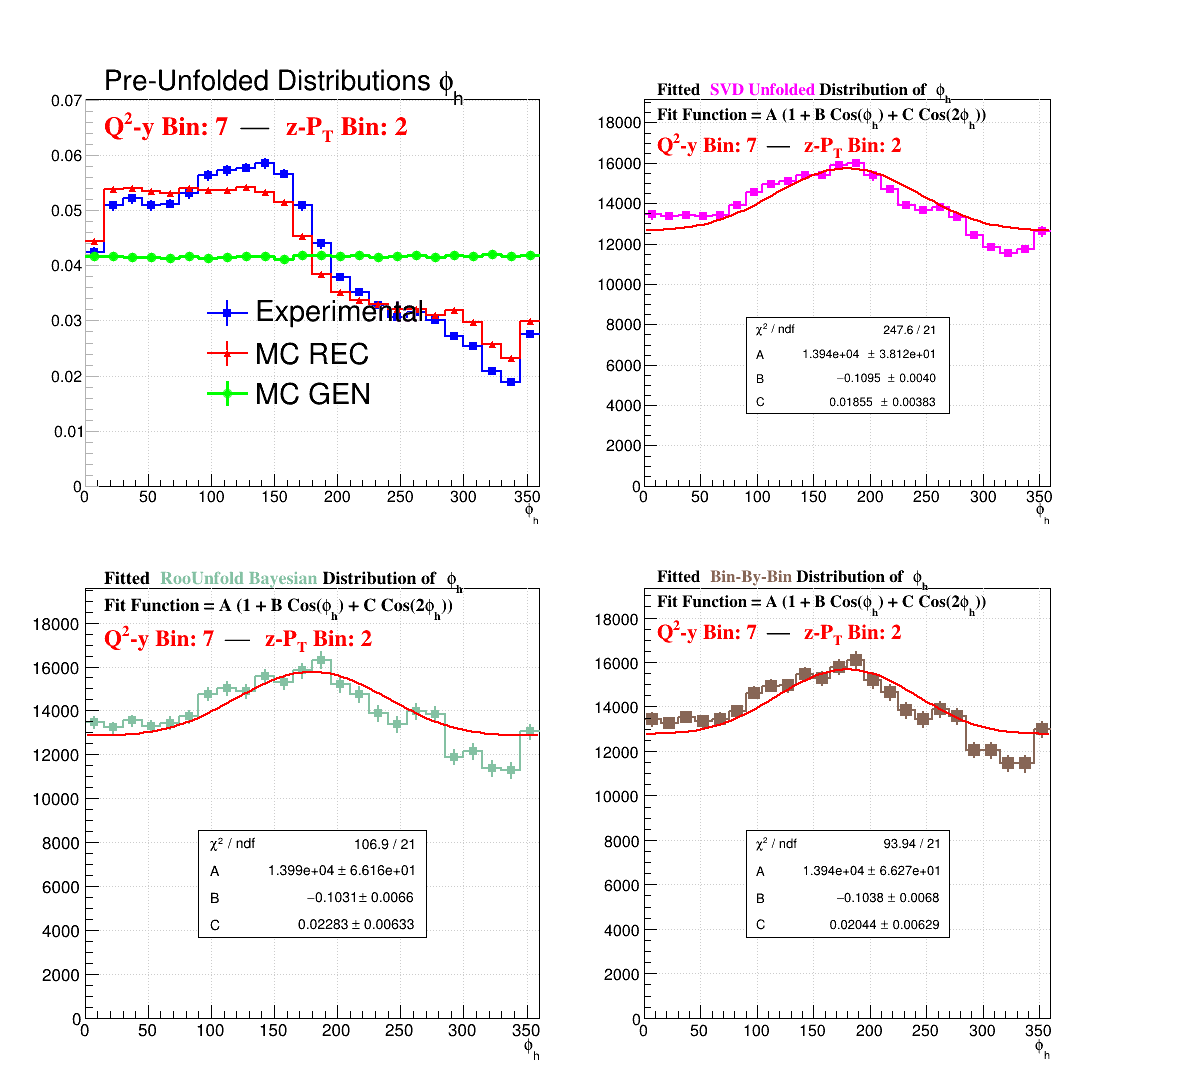 Pre-Unfolded Distributions ϕh
Q²-y Bin: 7 — z-PT Bin: 2
0.07
0.06
0.05
0.04
0.03
0.02
0.01
0
Experimental
MC REC
MC GEN
0 50 100 150 200 250 300 350
ϕh
Fitted SVD Unfolded Distribution of ϕh
Fit Function = A (1 + B Cos(ϕh) + C Cos(2ϕh))
Q²-y Bin: 7 — z-PT Bin: 2
18000
16000
14000
12000
10000
8000
6000
4000
2000
0
χ² / ndf 247.6 / 21
A 1.394e+04 ± 3.812e+01
B −0.1095 ± 0.0040
C 0.01855 ± 0.00383
0 50 100 150 200 250 300 350
ϕh
Fitted RooUnfold Bayesian Distribution of ϕh
Fit Function = A (1 + B Cos(ϕh) + C Cos(2ϕh))
Q²-y Bin: 7 — z-PT Bin: 2
18000
16000
14000
12000
10000
8000
6000
4000
2000
0
χ² / ndf 106.9 / 21
A 1.399e+04 ± 6.616e+01
B −0.1031 ± 0.0066
C 0.02283 ± 0.00633
0 50 100 150 200 250 300 350
ϕh
Fitted Bin-By-Bin Distribution of ϕh
Fit Function = A (1 + B Cos(ϕh) + C Cos(2ϕh))
Q²-y Bin: 7 — z-PT Bin: 2
18000
16000
14000
12000
10000
8000
6000
4000
2000
0
χ² / ndf 93.94 / 21
A 1.394e+04 ± 6.627e+01
B −0.1038 ± 0.0068
C 0.02044 ± 0.00629
0 50 100 150 200 250 300 350
ϕh